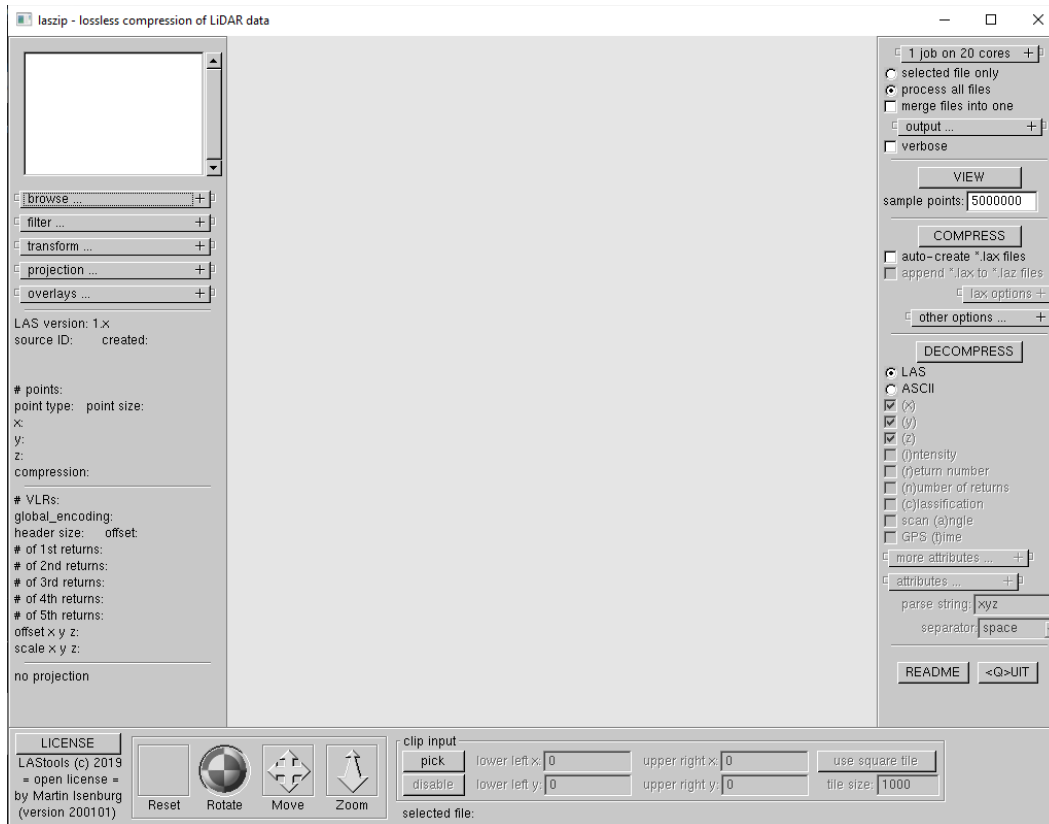 laszip - lossless compression of LiDAR data
browse ...
filter ...
transform ...
projection ...
overlays ...
LAS version: 1.x
source ID: created:
# points:
point type: point size:
x:
y:
z:
compression:
# VLRs:
global_encoding:
header size: offset:
# of 1st returns:
# of 2nd returns:
# of 3rd returns:
# of 4th returns:
# of 5th returns:
offset x y z:
scale x y z:
no projection
1 job on 20 cores +
selected file only
process all files
merge files into one
output ... +
verbose
VIEW
sample points: 5000000
COMPRESS
auto-create *.lax files
append *.lax to *.laz files
lax options +
other options ... +
DECOMPRESS
LAS
ASCII
(x)
(y)
(z)
(i)ntensity
(r)eturn number
(n)umber of returns
(c)lassification
scan (a)ngle
GPS (t)ime
more attributes ... +
attributes ... +
parse string: xyz
separator: space
README <Q>UIT
LICENSE
LAStools (c) 2019
= open license =
by Martin Isenburg
(version 200101)
Reset Rotate Move Zoom
clip input
pick lower left x: 0 upper right x: 0 use square tile
disable lower left y: 0 upper right y: 0 tile size: 1000
selected file: